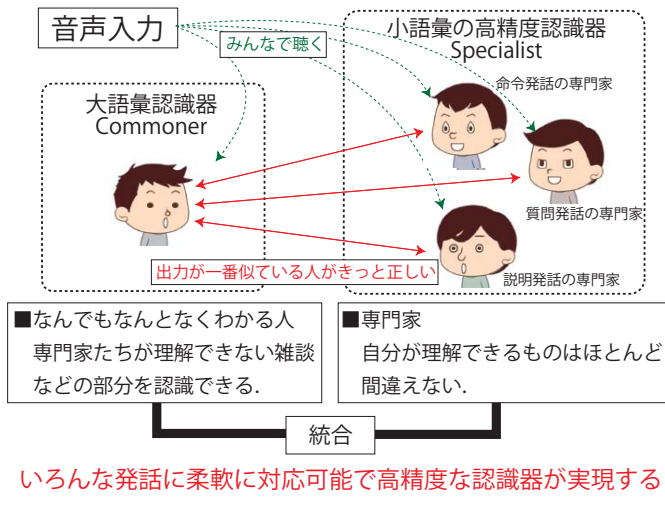 音声入力
みんなで聴く
小語彙の高精度認識器
Specialist
命令発話の専門家
大語彙認識器
Commoner
質問発話の専門家
出力が一番似ている人がきっと正しい
説明発話の専門家
■なんでもなんとなくわかる人
専門家たちが理解できない雑談
などの部分を認識できる.
■専門家
自分が理解できるものはほとんど
間違えない.
統合
いろんな発話に柔軟に対応可能で高精度な認識器が実現する